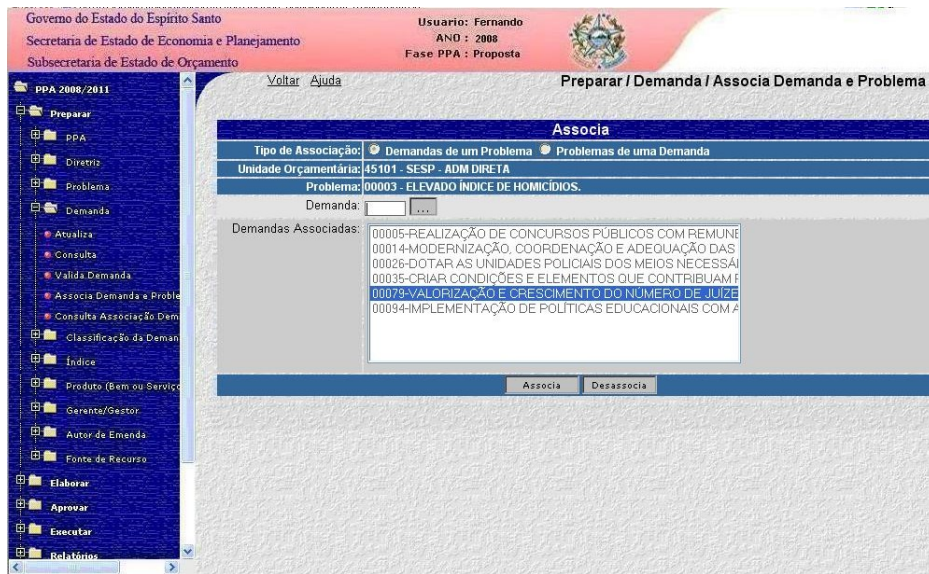 Governo do Estado do Espírito Santo
Secretaria de Estado de Economia e Planejamento
Subsecretaria de Estado de Orçamento
Usuario: Fernando
ANO : 2008
Fase PPA : Proposta
Voltar Ajuda
Preparar / Demanda / Associa Demanda e Problema
PPA 2008/2011
Preparar
PPA
Diretriz
Problema
Demanda
Atualiza
Consulta
Valida Demanda
Associa Demanda e Proble
Consulta Associação Dem
Classificação da Deman
Índice
Produto (Bem ou Serviço
Gerente/Gestor
Autor de Emenda
Fonte de Recurso
Elaborar
Aprovar
Executar
Relatórios
Associa
Tipo de Associação: Demandas de um Problema Problemas de uma Demanda
Unidade Orçamentária: 45101 - SESP - ADM DIRETA
Problema: 00003 - ELEVADO ÍNDICE DE HOMICÍDIOS.
Demanda: ...
Demandas Associadas:
00005-REALIZAÇÃO DE CONCURSOS PÚBLICOS COM REMUNE
00014-MODERNIZAÇÃO, COORDENAÇÃO E ADEQUAÇÃO DAS
00026-DOTAR AS UNIDADES POLICIAIS DOS MEIOS NECESSÁI
00035-CRIAR CONDIÇÕES E ELEMENTOS QUE CONTRIBUAM F
00079-VALORIZAÇÃO E CRESCIMENTO DO NÚMERO DE JUÍZE
00094-IMPLEMENTAÇÃO DE POLÍTICAS EDUCACIONAIS COM A
Associa Desassocia